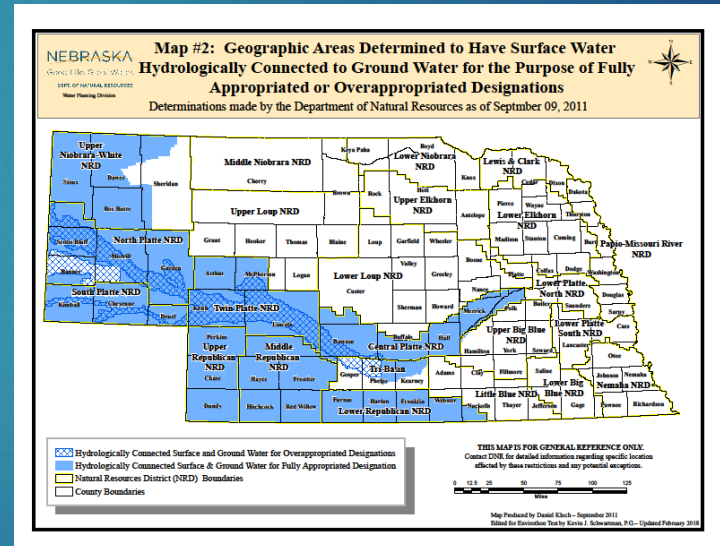 NEBRASKA
Good Life. Great Water.
DEPT. OF NATURAL RESOURCES
Water Planning Division
Map #2: Geographic Areas Determined to Have Surface Water
Hydrologically Connected to Ground Water for the Purpose of Fully
Appropriated or Overappropriated Designations
Determinations made by the Department of Natural Resources as of Septmber 09, 2011
Upper
Niobrara-White
NRD
Sioux
Dawes
Sheridan
Box Butte
Middle Niobrara NRD
Cherry
Keya Paha
Boyd
Lower Niobrara
NRD
Brown
Rock
Holt
Knox
Lewis & Clark
NRD
Cedar
Dixon
Dakota
Upper Elkhorn
NRD
Antelope
Pierce
Wayne
Lower Elkhorn
NRD
Thurston
Madison
Stanton
Cuming
Burt
Papio-Missouri River
NRD
Upper Loup NRD
Grant
Hooker
Thomas
Blaine
Loup
Garfield
Wheeler
Scotts Bluff
North Platte NRD
Morrill
Garden
Banner
South Platte NRD
Kimball
Cheyenne
Deuel
Arthur
McPherson
Logan
Keith
Twin Platte NRD
Lincoln
Lower Loup NRD
Custer
Valley
Greeley
Sherman
Howard
Boone
Nance
Platte
Colfax
Dodge
Washington
Lower Platte
North NRD
Merrick
Polk
Butler
Saunders
Douglas
Sarpy
Upper Big Blue
NRD
Lower Platte
South NRD
Cass
Hamilton
York
Seward
Lancaster
Otoe
Dawson
Buffalo
Hall
Central Platte NRD
Perkins
Upper
Republican
NRD
Chase
Dundy
Middle
Republican
NRD
Hayes
Frontier
Hitchcock
Red Willow
Gosper
Tri-Basin
Phelps
Kearney
Adams
Clay
Fillmore
Saline
Lower Big
Blue NRD
Johnson
Nemaha
Nemaha NRD
Furnas
Harlan
Franklin
Webster
Lower Republican NRD
Little Blue NRD
Nuckolls
Thayer
Jefferson
Gage
Pawnee
Richardson
Hydrologically Connected Surface and Ground Water for Overappropriated Designations
Hydrologically Connnected Surface & Ground Water for Fully Appropriated Designation
Natural Resources District (NRD) Boundaries
County Boundaries
THIS MAP IS FOR GENERAL REFERENCE ONLY.
Contact DNR for detailed information regarding specific location
affected by these restrictions and any potential exceptions.
0 12.5 25 50 75 100 125
Miles
Map Produced by Daniel Kloch – September 2011
Edited for Envirothon Test by Kevin J. Schwartman, P.G. – Updated February 2018